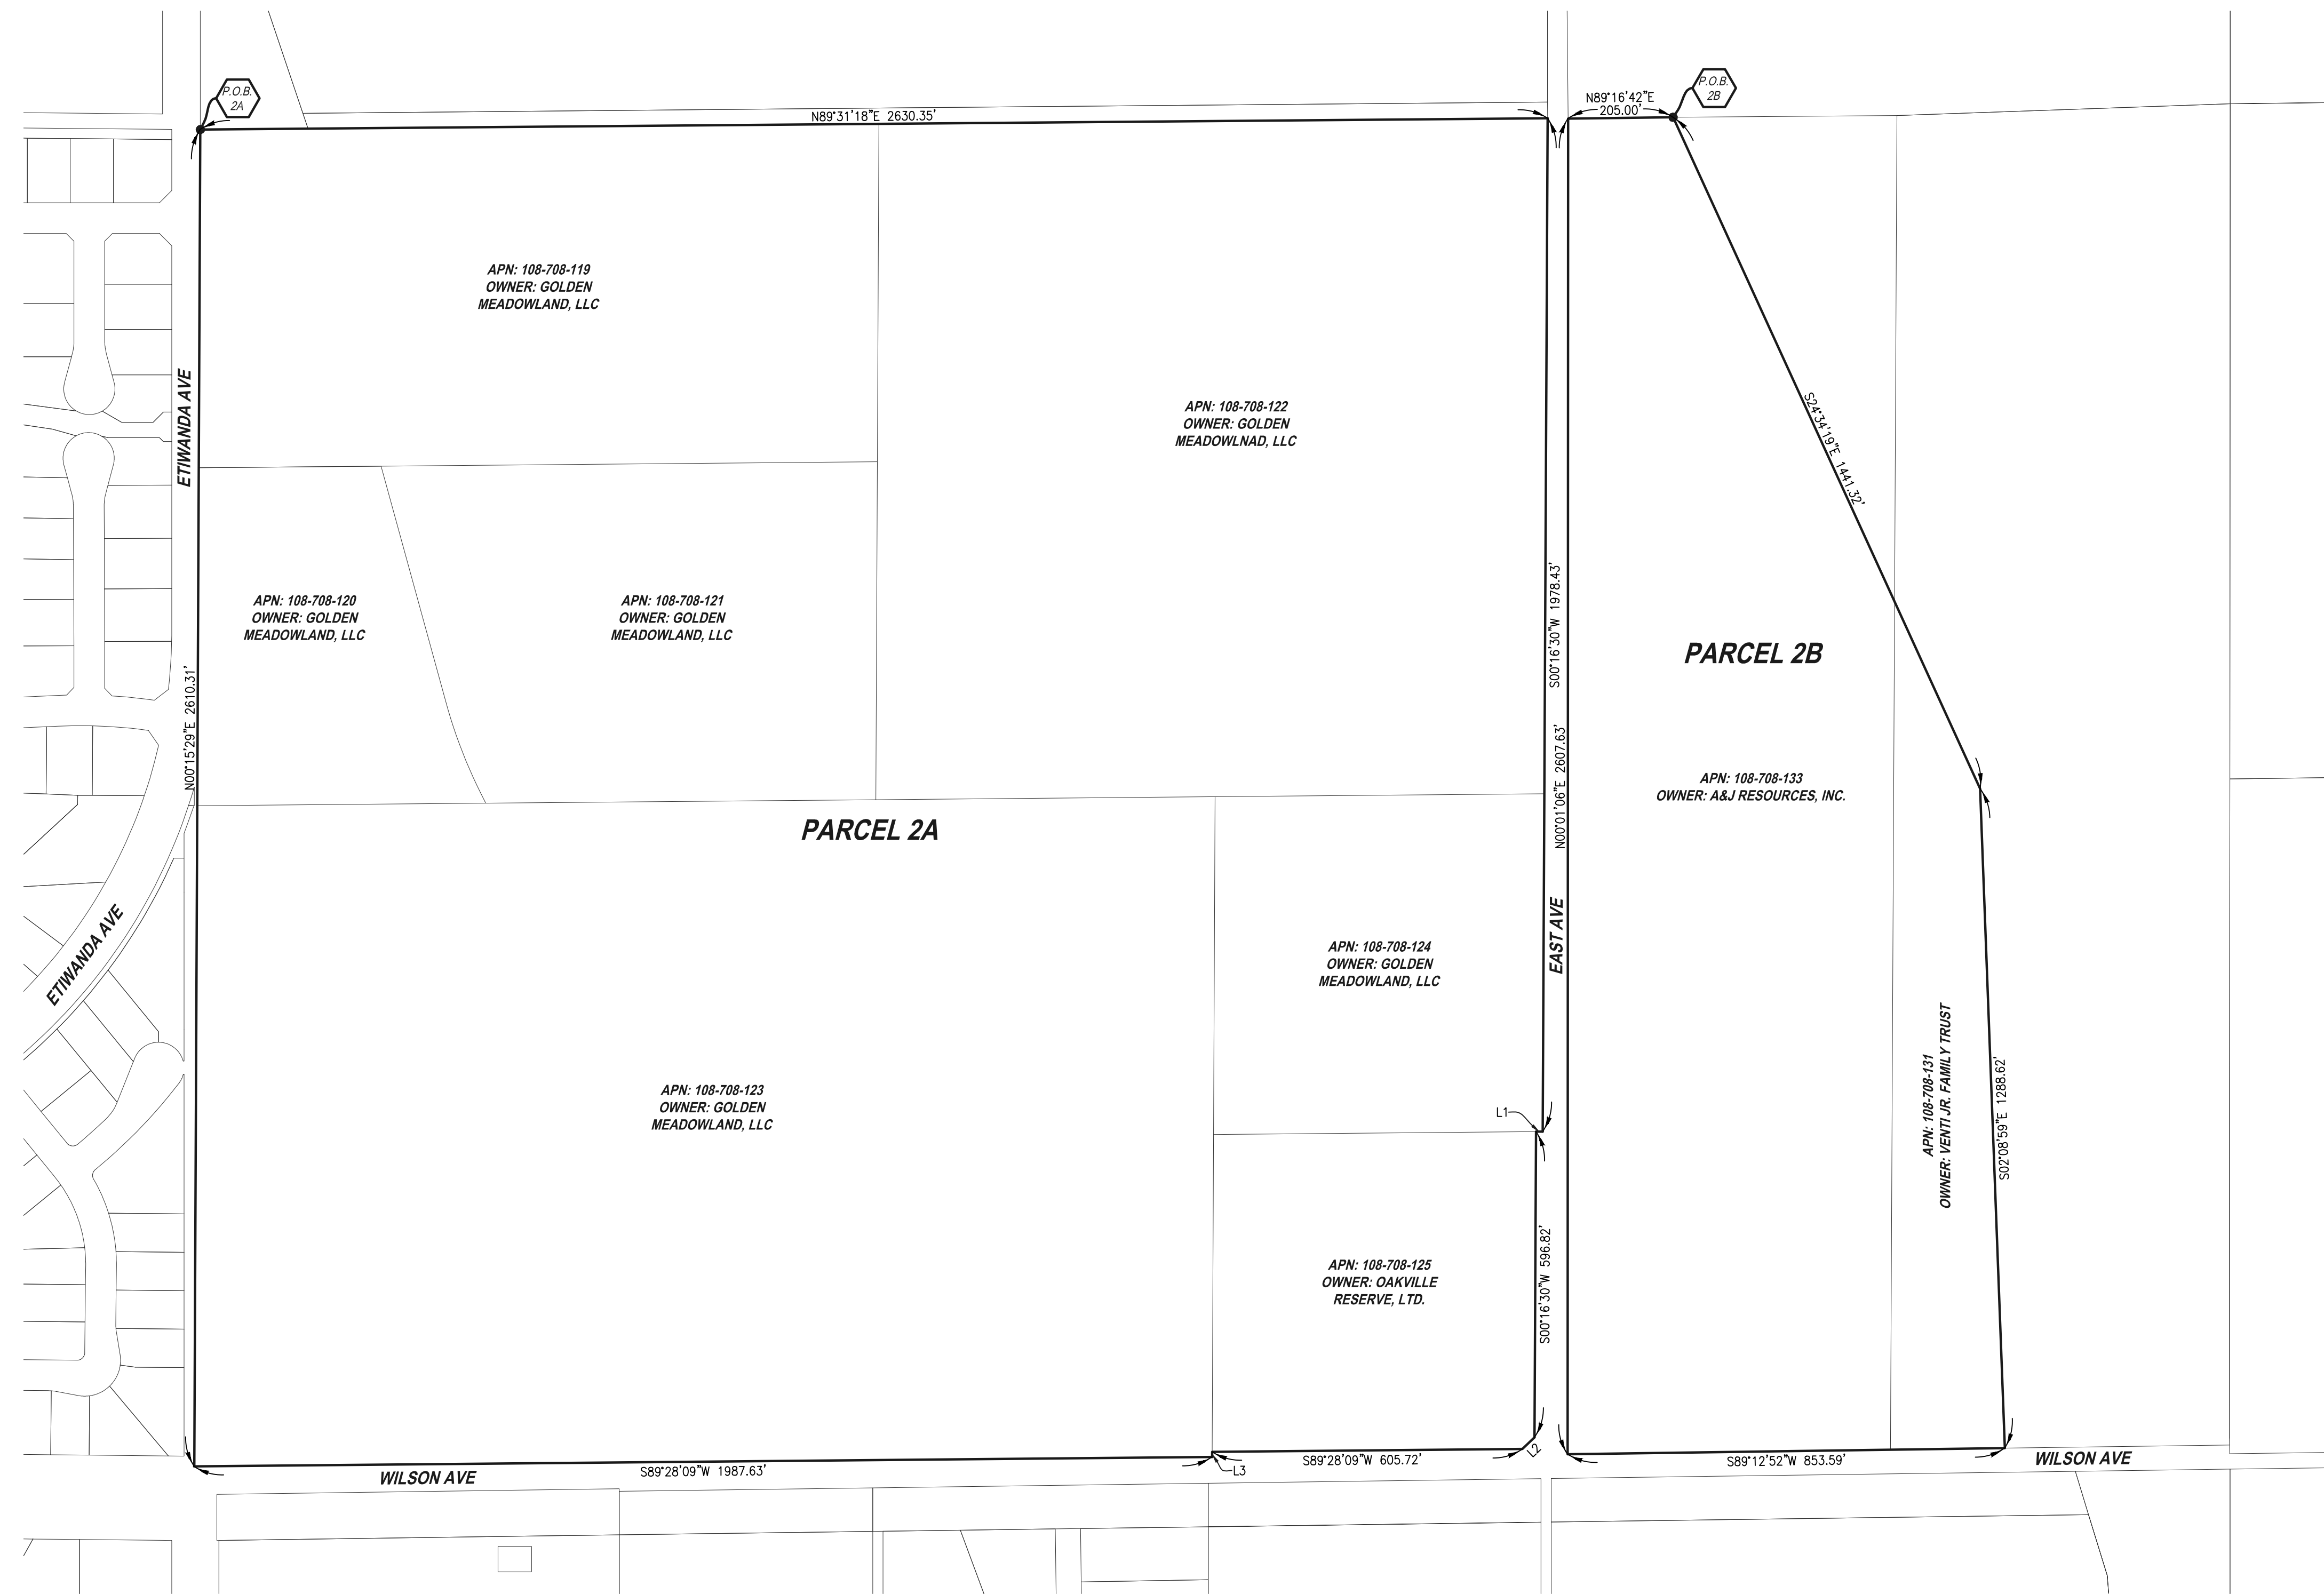 P.O.B.
2A
P.O.B.
2B
N89°16'42"E
205.00'
N89°31'18"E 2630.35'
APN: 108-708-119
OWNER: GOLDEN
MEADOWLAND, LLC
APN: 108-708-122
OWNER: GOLDEN
MEADOWLNAD, LLC
ETIWANDA AVE
S24°34'19"E 1441.32'
APN: 108-708-120
OWNER: GOLDEN
MEADOWLAND, LLC
APN: 108-708-121
OWNER: GOLDEN
MEADOWLAND, LLC
S00°16'30"W 1978.43'
PARCEL 2B
N00°15'29"E 2610.31'
N00°01'06"E 2607.63'
APN: 108-708-133
OWNER: A&J RESOURCES, INC.
PARCEL 2A
ETIWANDA AVE
EAST AVE
APN: 108-708-124
OWNER: GOLDEN
MEADOWLAND, LLC
APN: 108-708-123
OWNER: GOLDEN
MEADOWLAND, LLC
L1
APN: 108-708-131
OWNER: VENTI JR. FAMILY TRUST
S02°08'59"E 1288.62'
APN: 108-708-125
OWNER: OAKVILLE
RESERVE, LTD.
S00°16'30"W 596.82'
L2
WILSON AVE
S89°28'09"W 1987.63'
L3
S89°28'09"W 605.72'
S89°12'52"W 853.59'
WILSON AVE